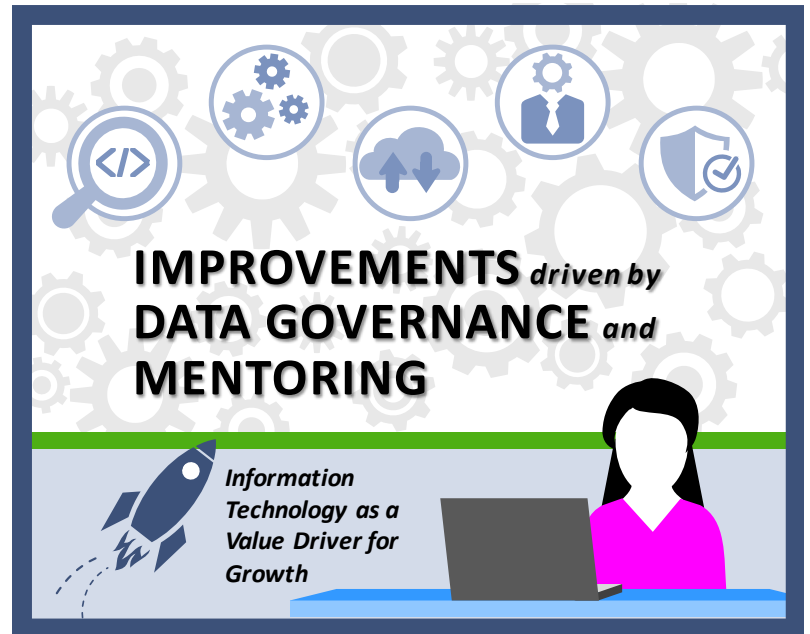 </>
IMPROVEMENTS driven by
DATA GOVERNANCE and
MENTORING
Information
Technology as a
Value Driver for
Growth